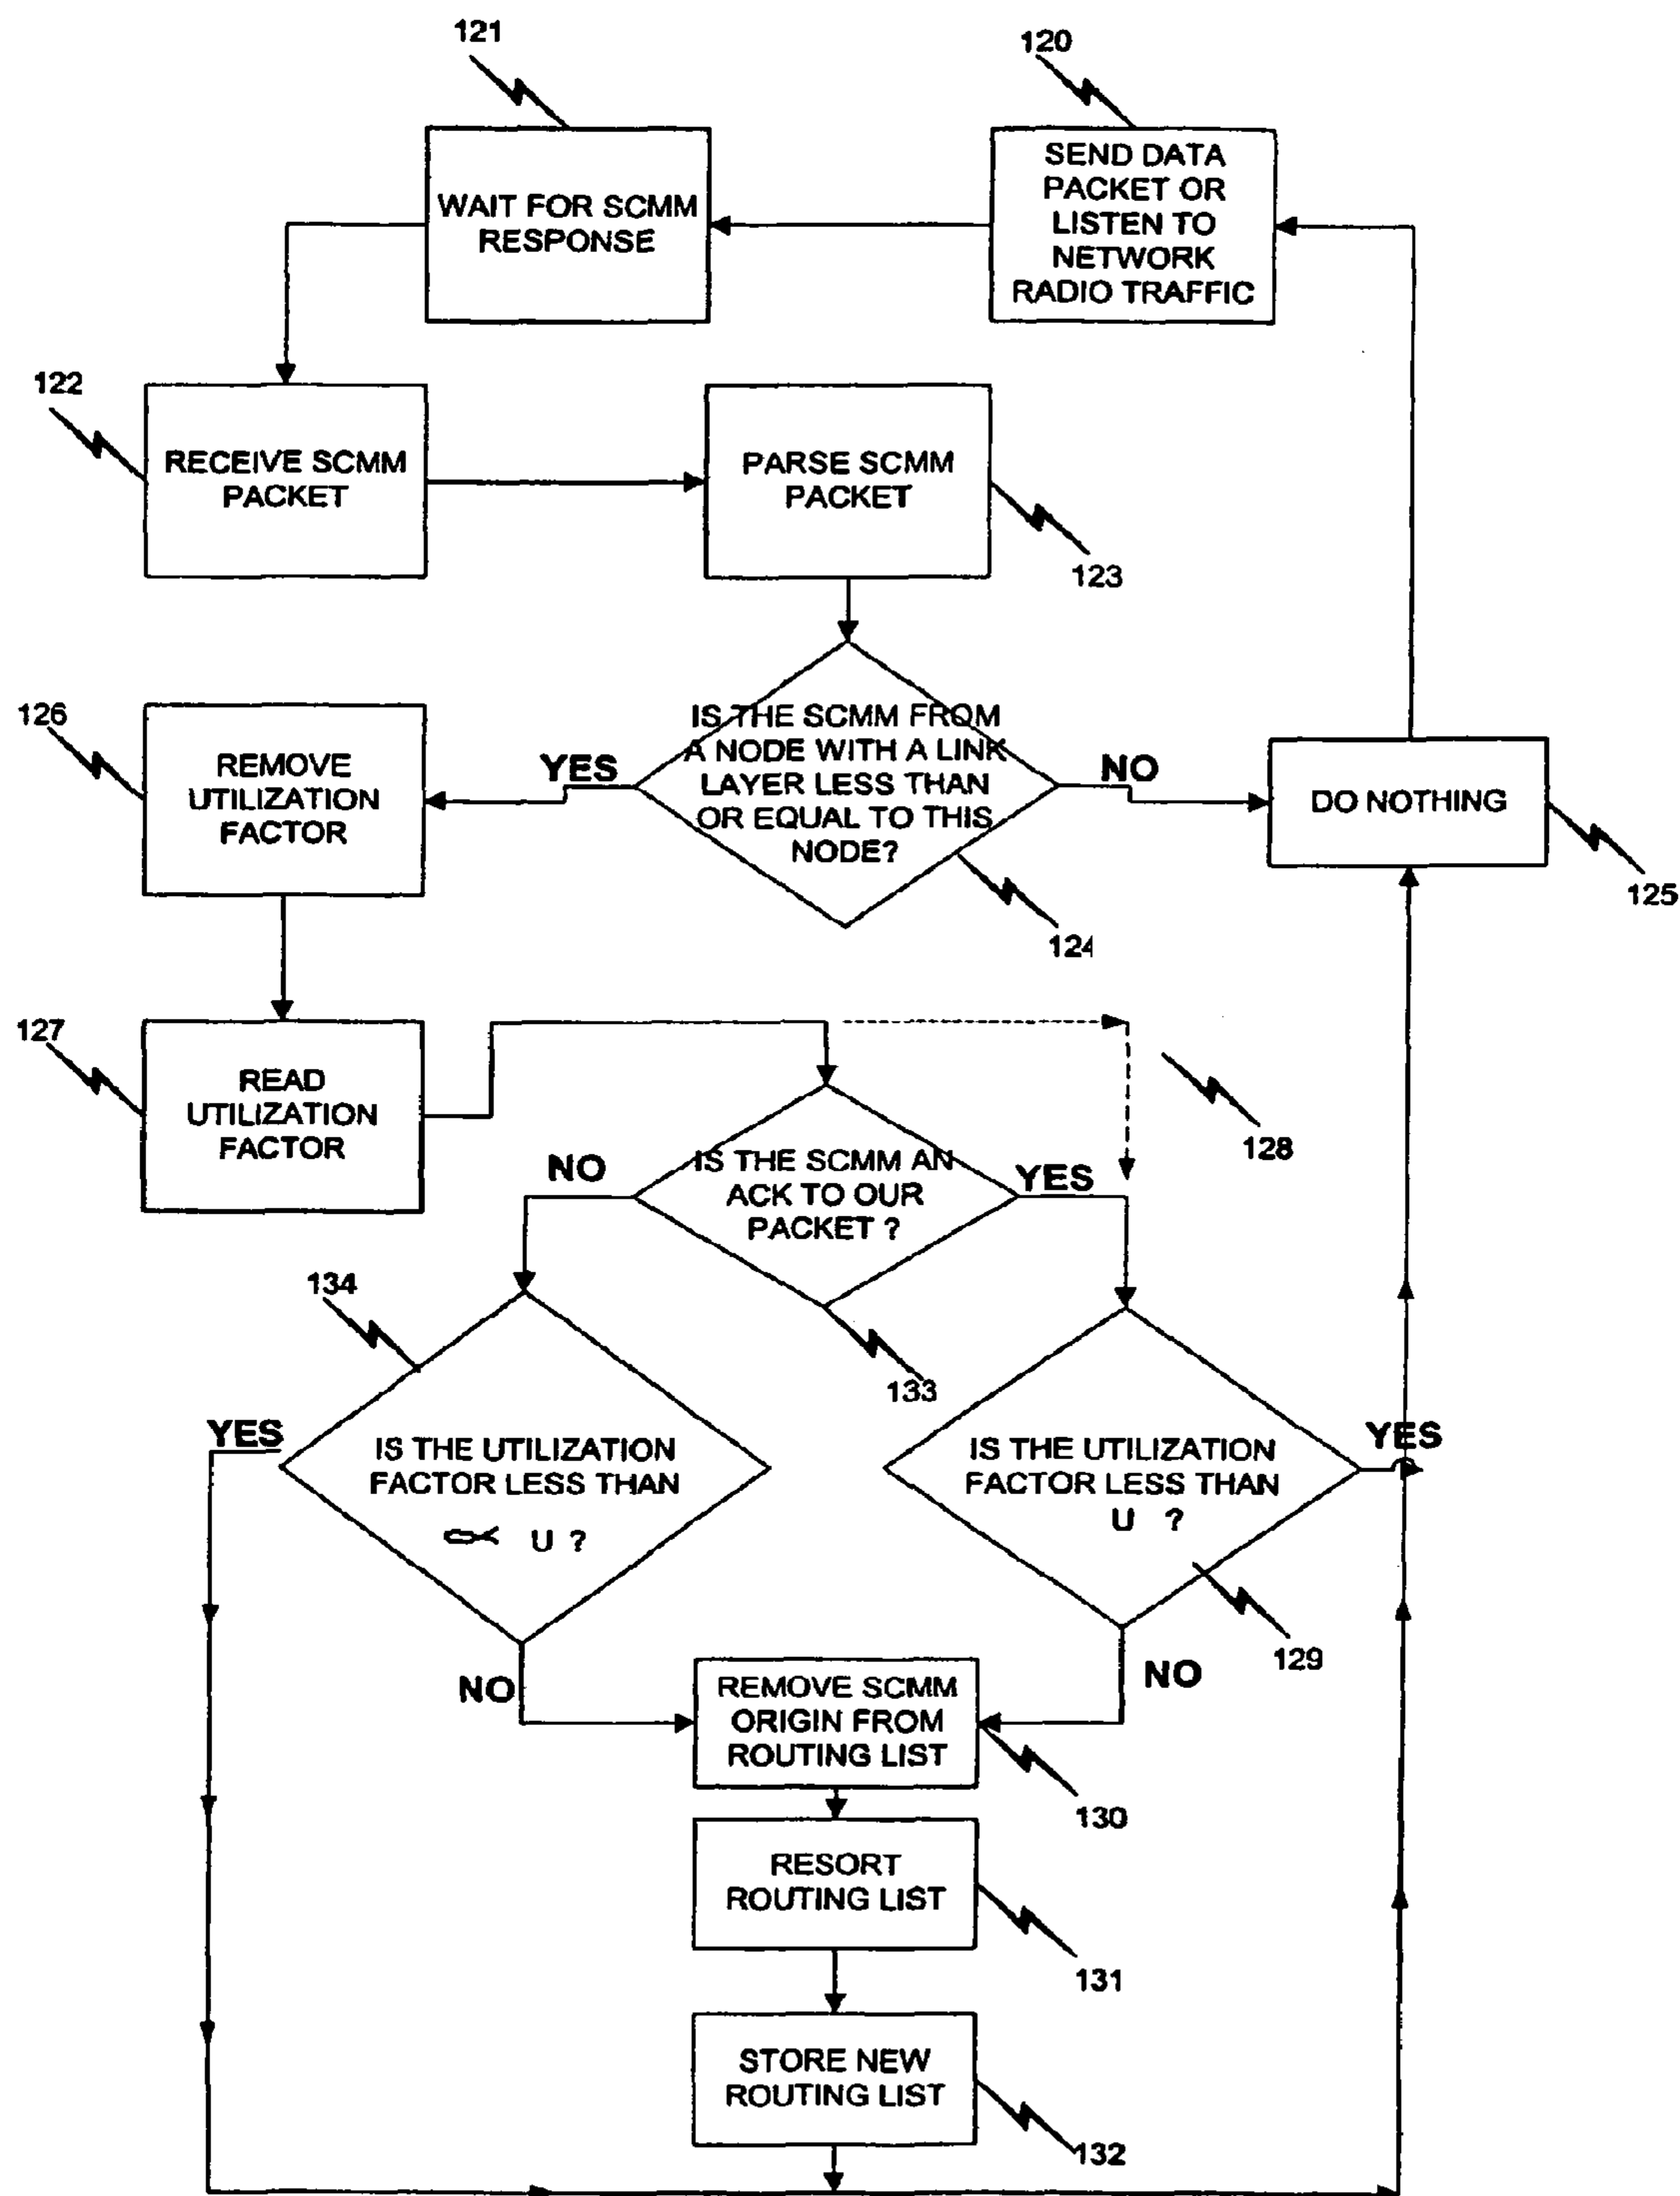 121
120
WAIT FOR SCMM
RESPONSE
SEND DATA
PACKET OR
LISTEN TO
NETWORK
RADIO TRAFFIC
122
RECEIVE SCMM
PACKET
PARSE SCMM
PACKET
123
126
REMOVE
UTILIZATION
FACTOR
YES
IS THE SCMM FROM
A NODE WITH A LINK
LAYER LESS THAN
OR EQUAL TO THIS
NODE?
NO
DO NOTHING
125
124
127
READ
UTILIZATION
FACTOR
128
NO
IS THE SCMM AN
ACK TO OUR
PACKET ?
YES
134
133
YES
IS THE UTILIZATION
FACTOR LESS THAN
∝ U ?
IS THE UTILIZATION
FACTOR LESS THAN
U ?
YES
129
NO
REMOVE SCMM
ORIGIN FROM
ROUTING LIST
NO
130
RESORT
ROUTING LIST
131
STORE NEW
ROUTING LIST
132